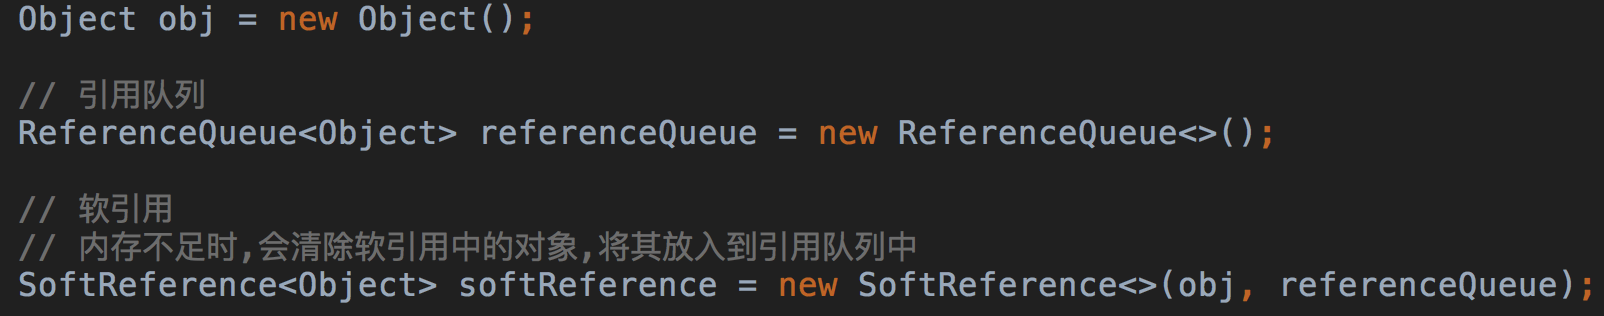 Object obj = new Object();
// 引用队列
ReferenceQueue<Object> referenceQueue = new ReferenceQueue<>();
// 软引用
// 内存不足时,会清除软引用中的对象,将其放入到引用队列中
SoftReference<Object> softReference = new SoftReference<>(obj, referenceQueue);